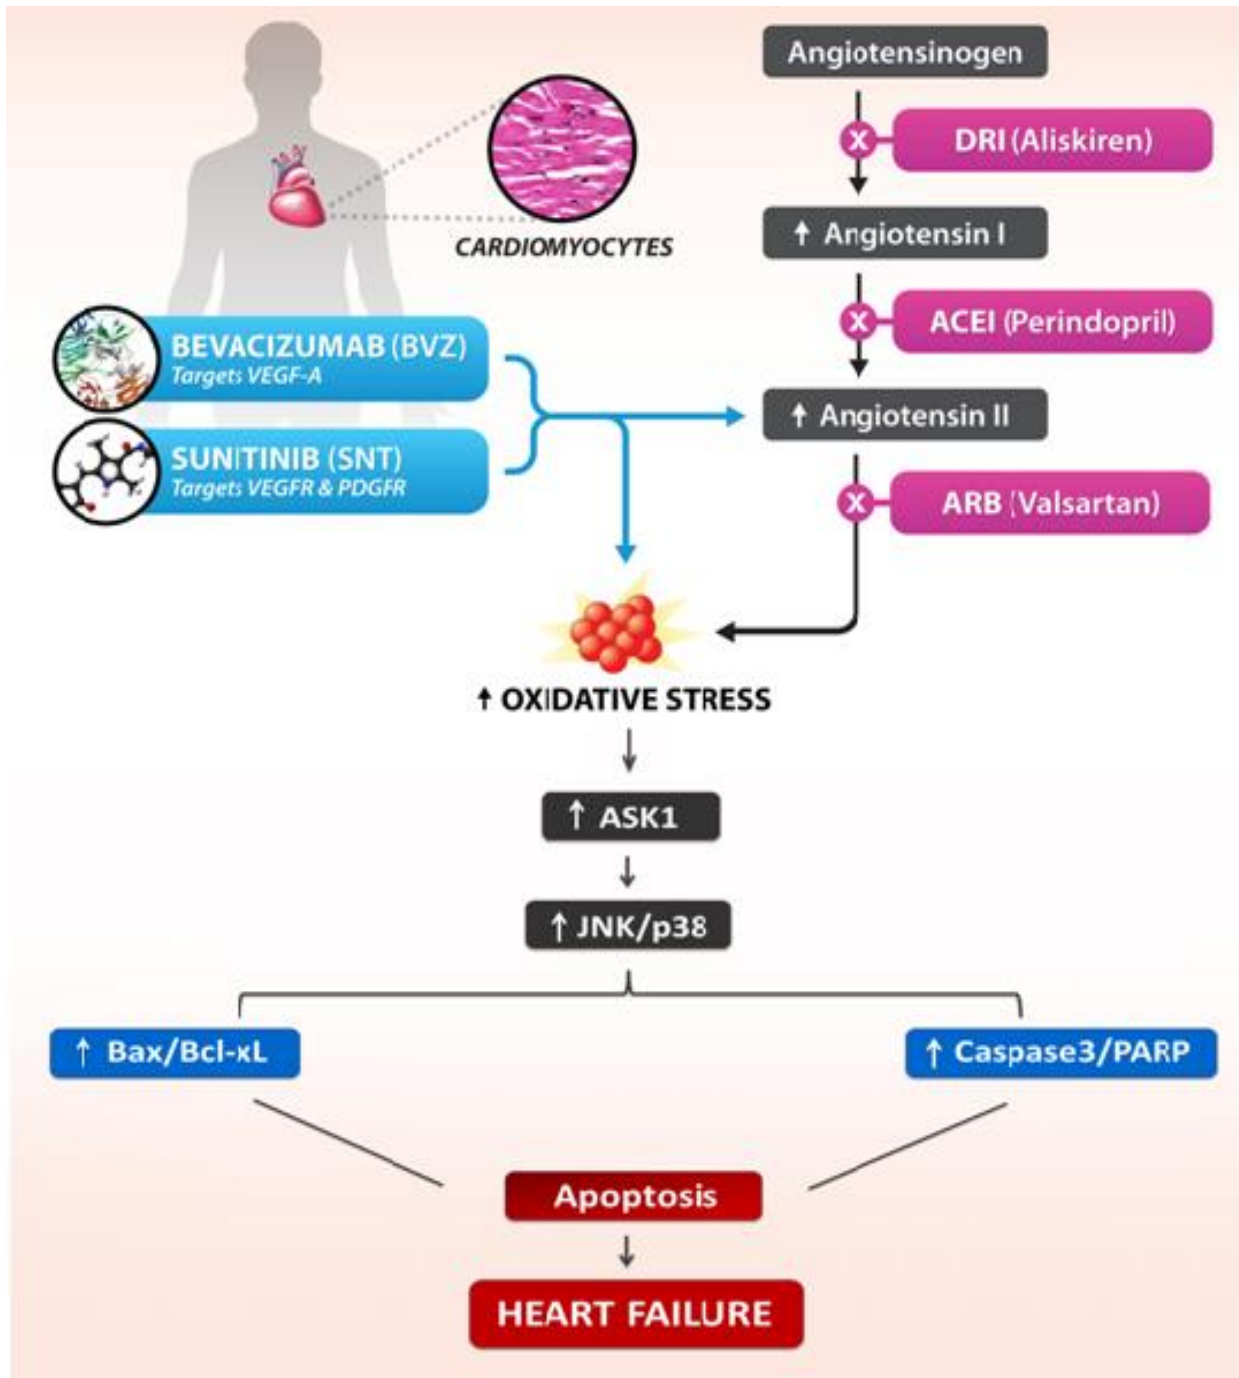 Angiotensinogen
X
DRI (Aliskiren)
↑ Angiotensin I
CARDIOMYOCYTES
X
ACEI (Perindopril)
BEVACIZUMAB (BVZ)
Targets VEGF-A
↑ Angiotensin II
SUNITINIB (SNT)
Targets VEGFR & PDGFR
X
ARB (Valsartan)
↑ OXIDATIVE STRESS
↑ ASK1
↑ JNK/p38
↑ Bax/Bcl-xL
↑ Caspase3/PARP
Apoptosis
HEART FAILURE